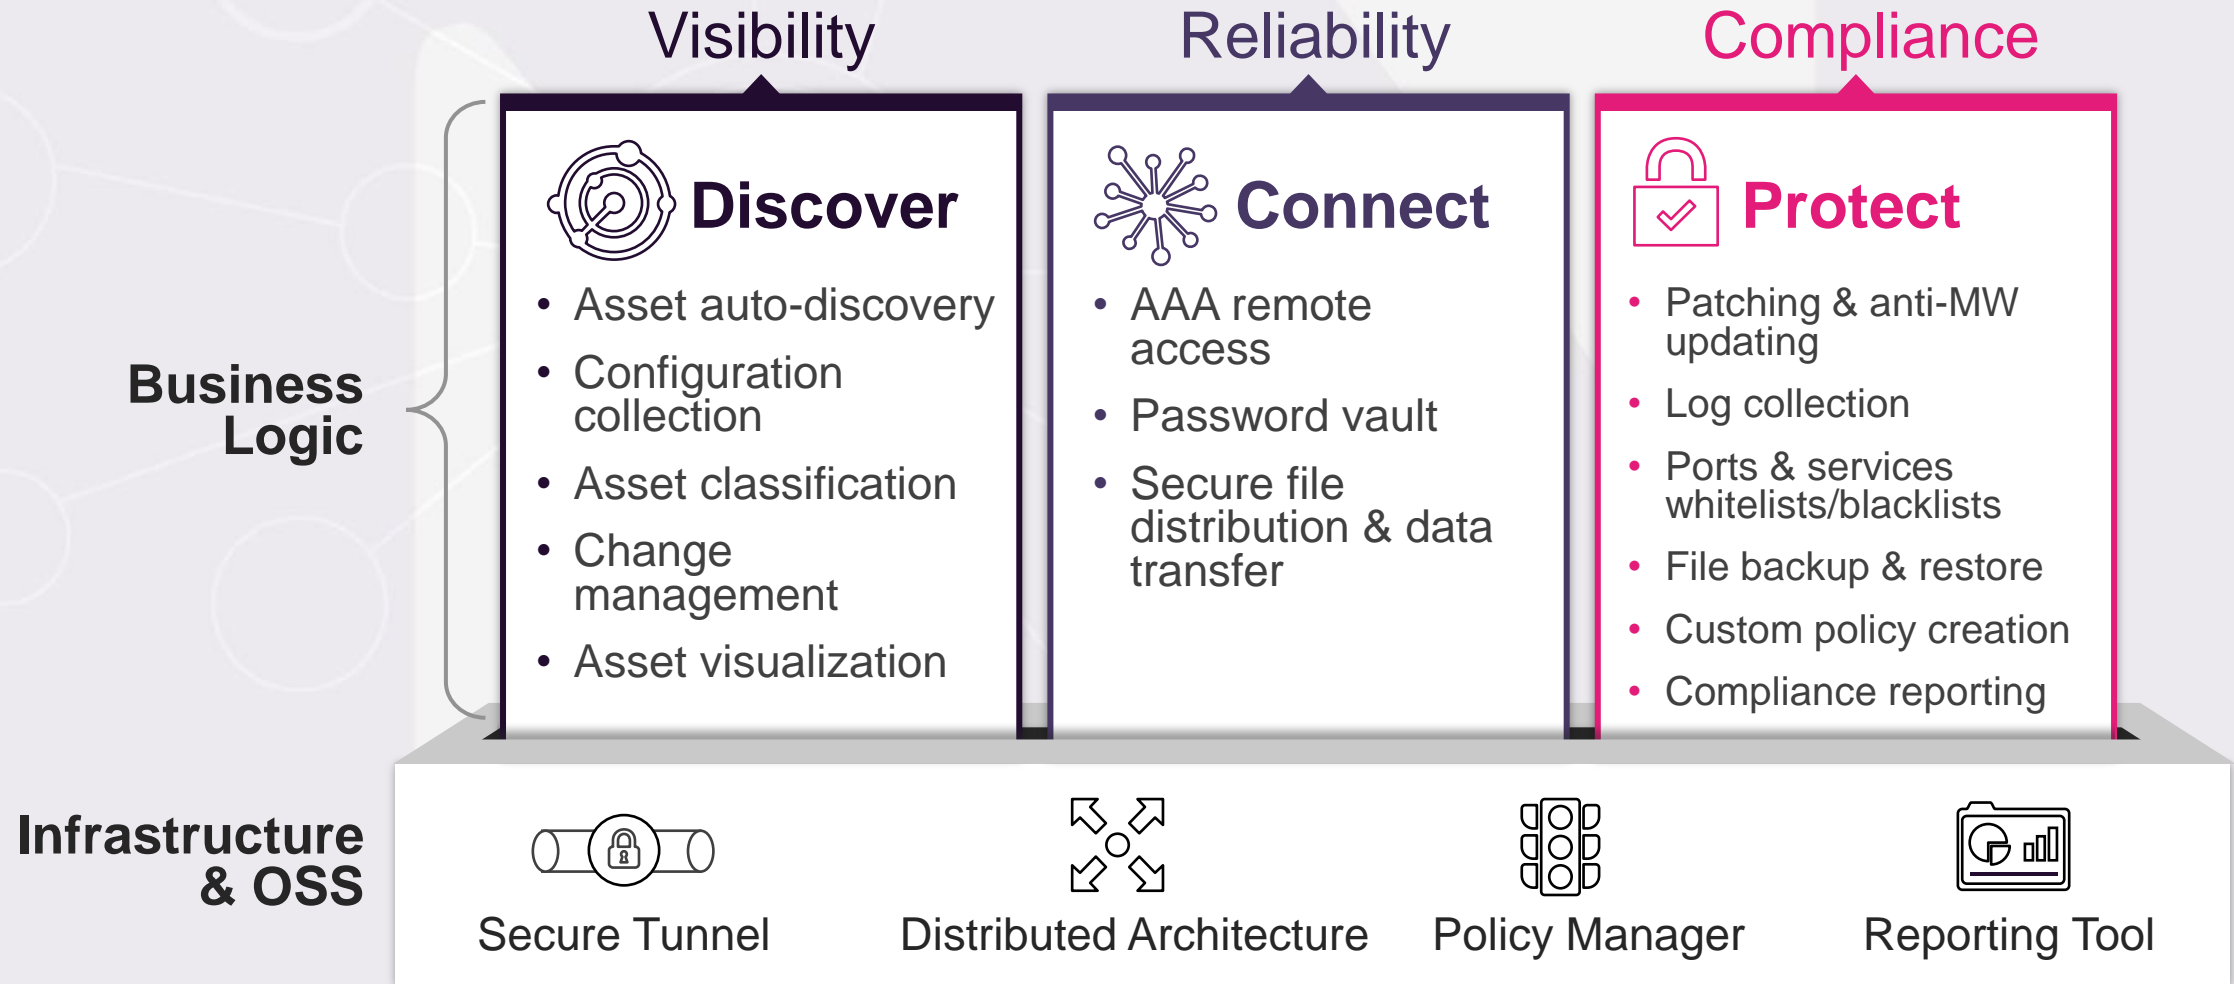 Visibility
Reliability
Compliance
Business
Logic
Discover
• Asset auto-discovery
• Configuration
collection
• Asset classification
• Change
management
• Asset visualization
Connect
• AAA remote
access
• Password vault
• Secure file
distribution & data
transfer
Protect
• Patching & anti-MW
updating
• Log collection
• Ports & services
whitelists/blacklists
• File backup & restore
• Custom policy creation
• Compliance reporting
Infrastructure
& OSS
Secure Tunnel
Distributed Architecture
Policy Manager
Reporting Tool